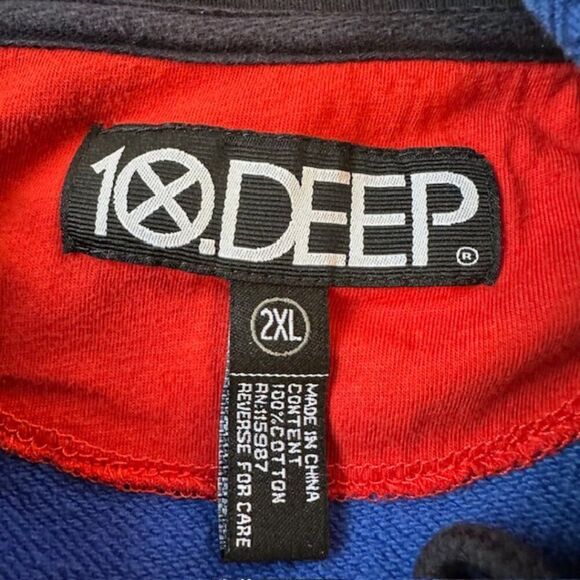 10.DEEP®
2XL
MADE IN CHINA
CONTENT
100% COTTON
RN:115987
REVERSE FOR CARE